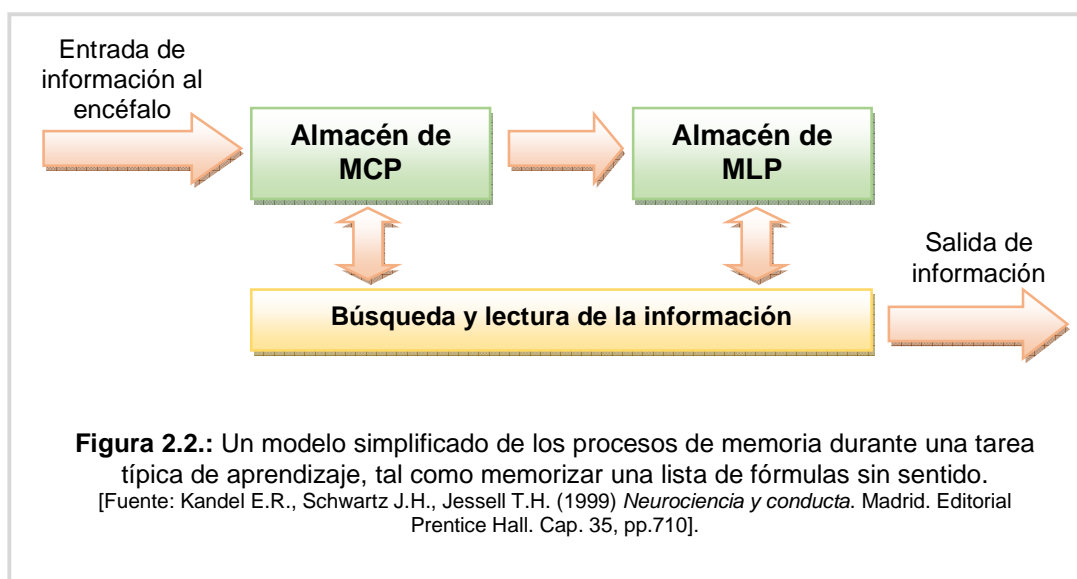 Entrada de
información al
encéfalo
Almacén de
MCP
Almacén de
MLP
Salida de
información
Búsqueda y lectura de la información
Figura 2.2.: Un modelo simplificado de los procesos de memoria durante una tarea
típica de aprendizaje, tal como memorizar una lista de fórmulas sin sentido.
[Fuente: Kandel E.R., Schwartz J.H., Jessell T.H. (1999) Neurociencia y conducta. Madrid. Editorial
Prentice Hall. Cap. 35, pp.710].